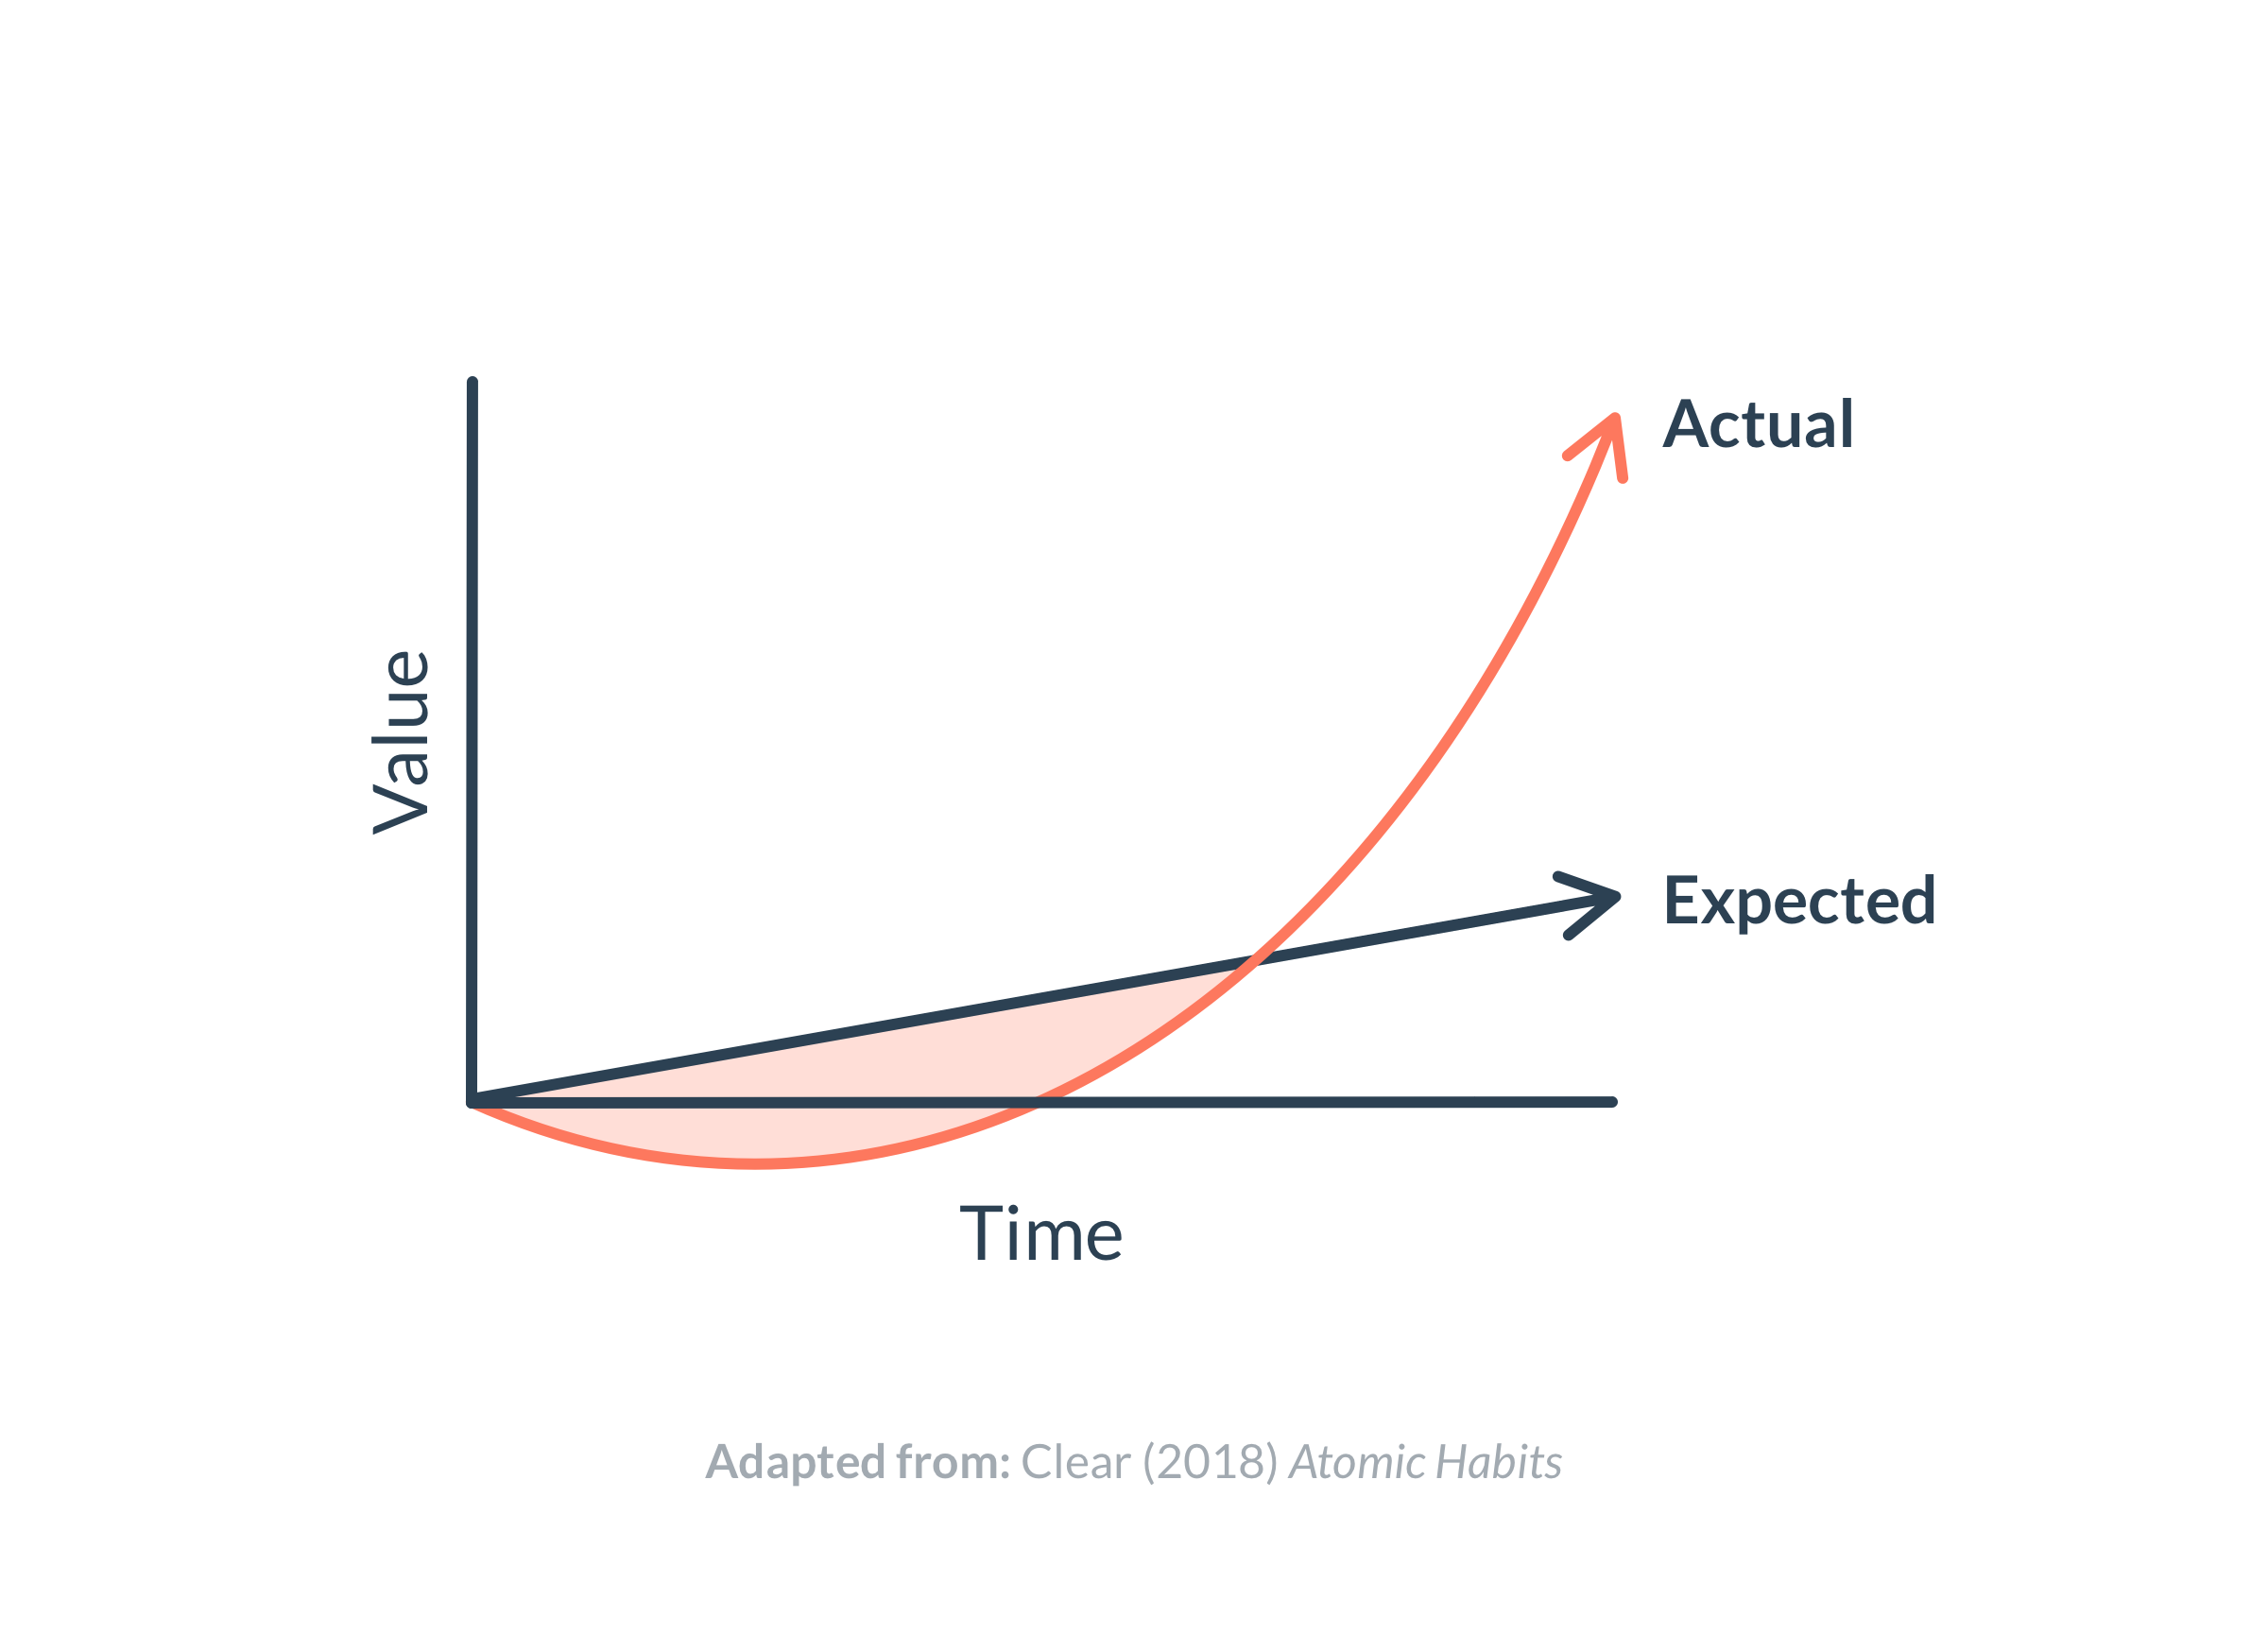 Actual
Value
Expected
Time
Adapted from: Clear (2018) Atomic Habits